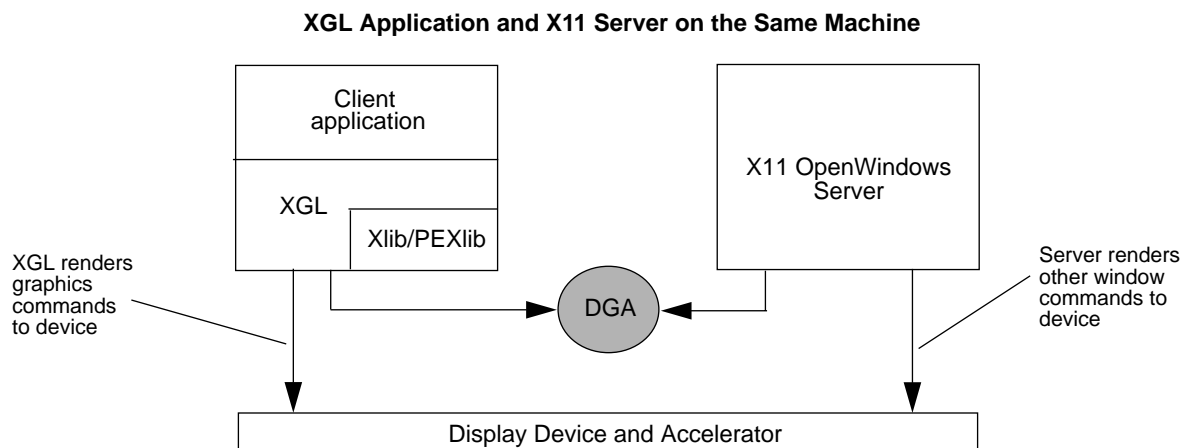 XGL Application and X11 Server on the Same Machine
Client
application
XGL
Xlib/PEXlib
X11 OpenWindows
Server
XGL renders
graphics
commands
to device
DGA
Server renders
other window
commands to
device
Display Device and Accelerator